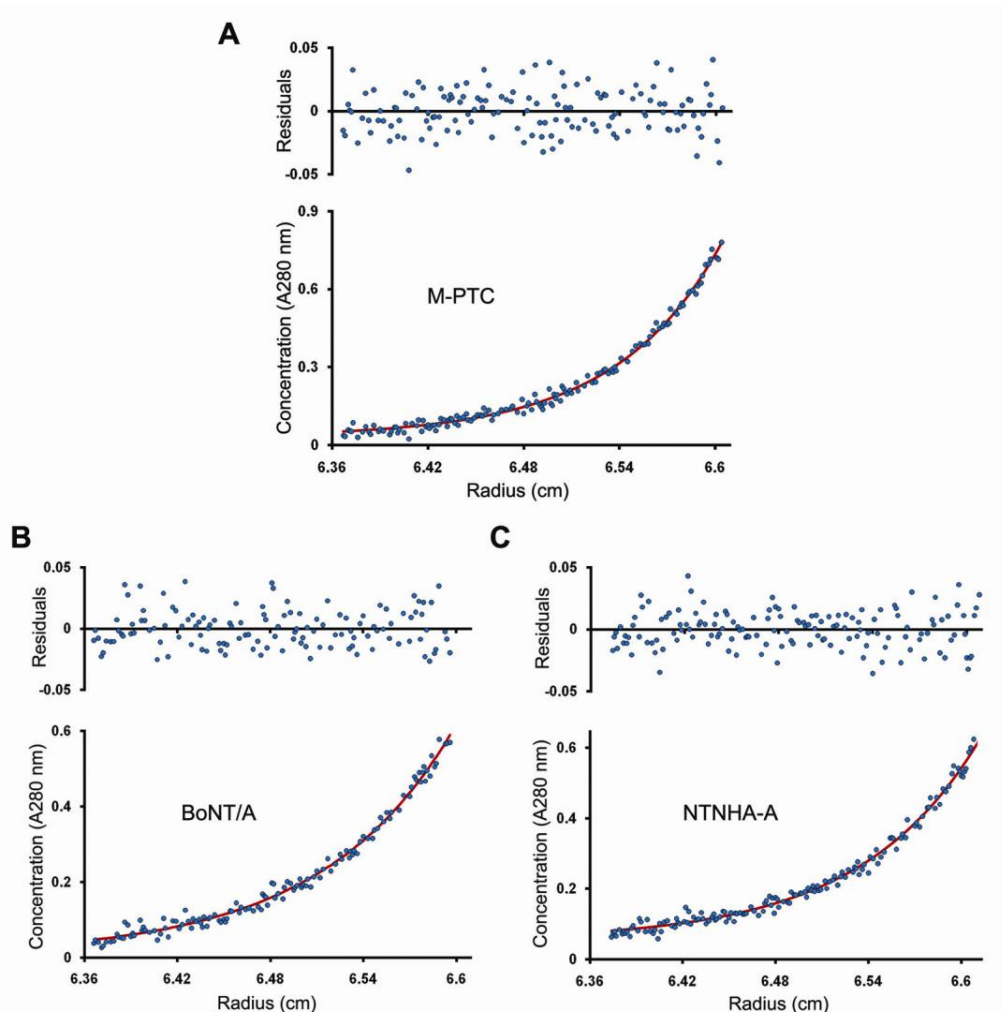 A
0.05
Residuals
0
-0.05
0.9
Concentration (A280 nm)
0.6
M-PTC
0.3
0
6.36 6.42 6.48 6.54 6.6
Radius (cm)
B
0.05
Residuals
0
-0.05
0.6
Concentration (A280 nm)
0.4
BoNT/A
0.2
0
6.36 6.42 6.48 6.54 6.6
Radius (cm)
C
0.05
Residuals
0
-0.05
0.6
Concentration (A280 nm)
0.4
NTNHA-A
0.2
0
6.36 6.42 6.48 6.54 6.6
Radius (cm)